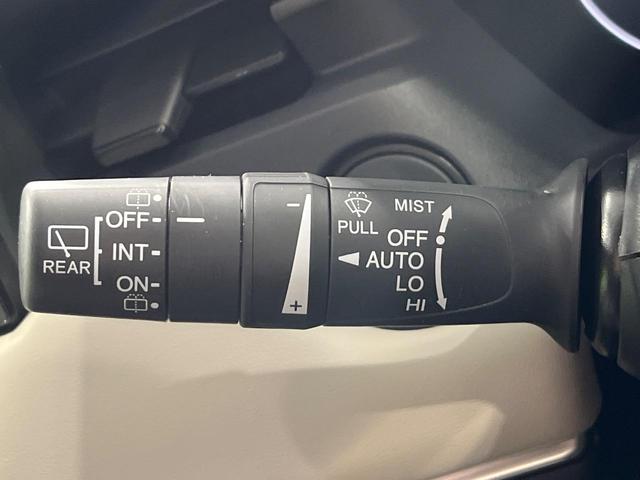 REAR
OFF
INT
ON
−
+
PULL
MIST
OFF
AUTO
LO
HI